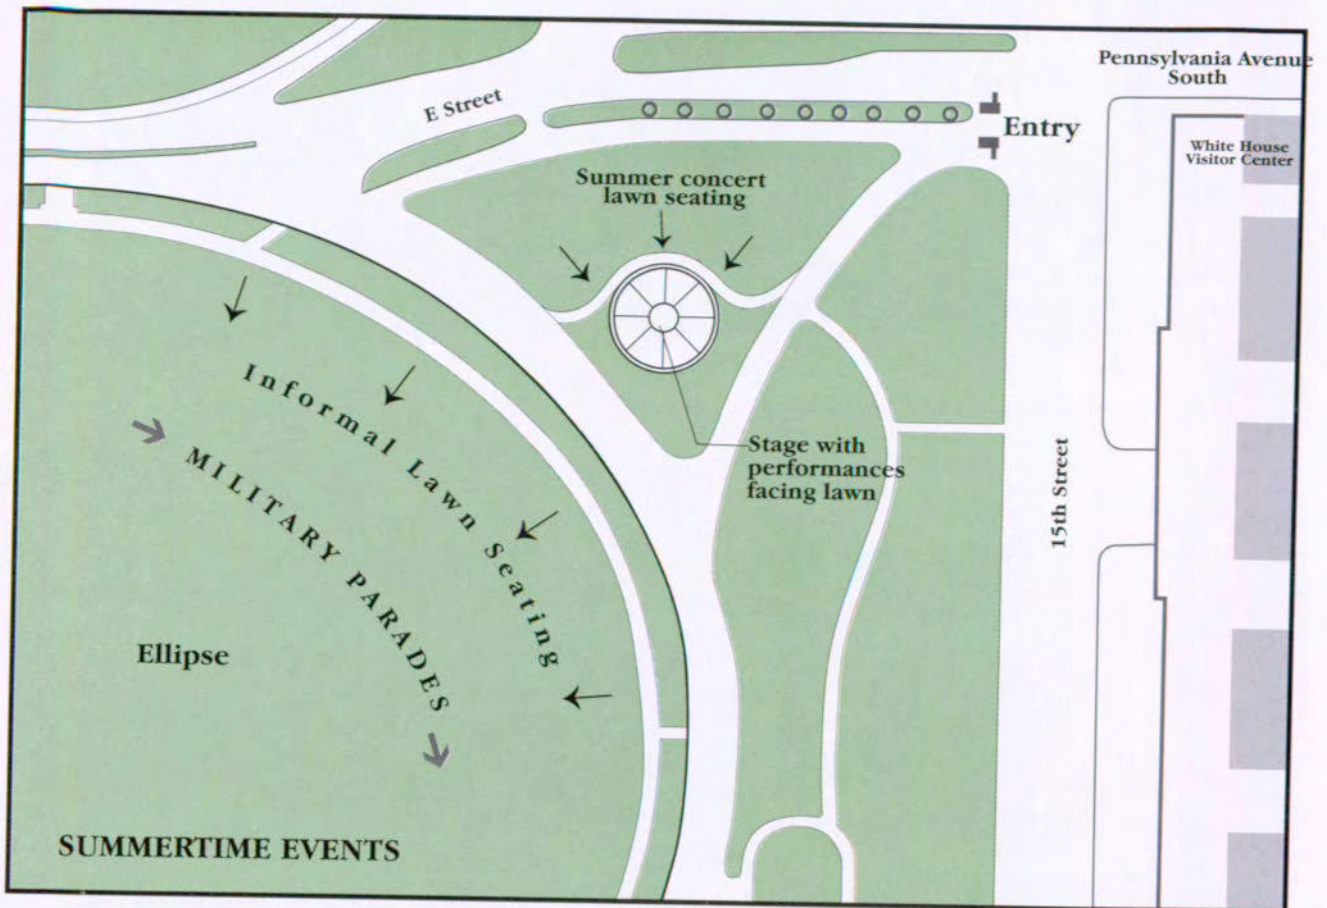 Pennsylvania Avenue
South
E Street
Entry
White House
Visitor Center
Summer concert
lawn seating
Informal Lawn Seating
MILITARY PARADES
Stage with
performances
facing lawn
15th Street
Ellipse
SUMMERTIME EVENTS